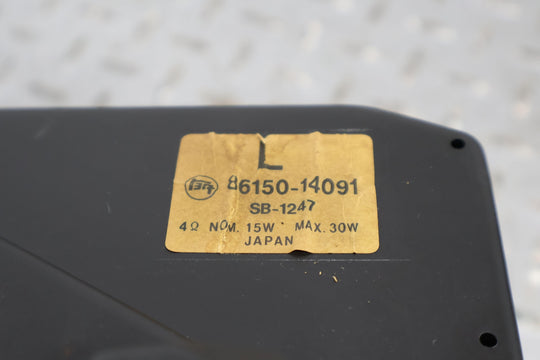 L
86150-14091
SB-1247
4Ω NOM. 15W MAX. 30W
JAPAN